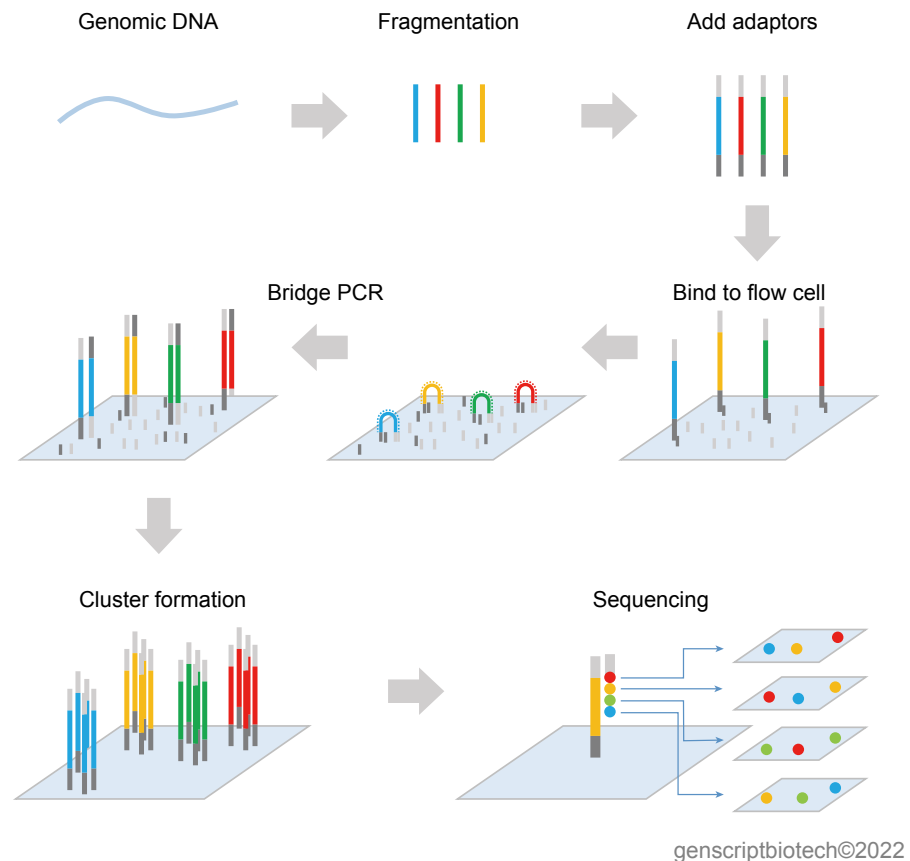 Genomic DNA
Fragmentation
Add adaptors
Bridge PCR
Bind to flow cell
Cluster formation
Sequencing
genscriptbiotech©2022